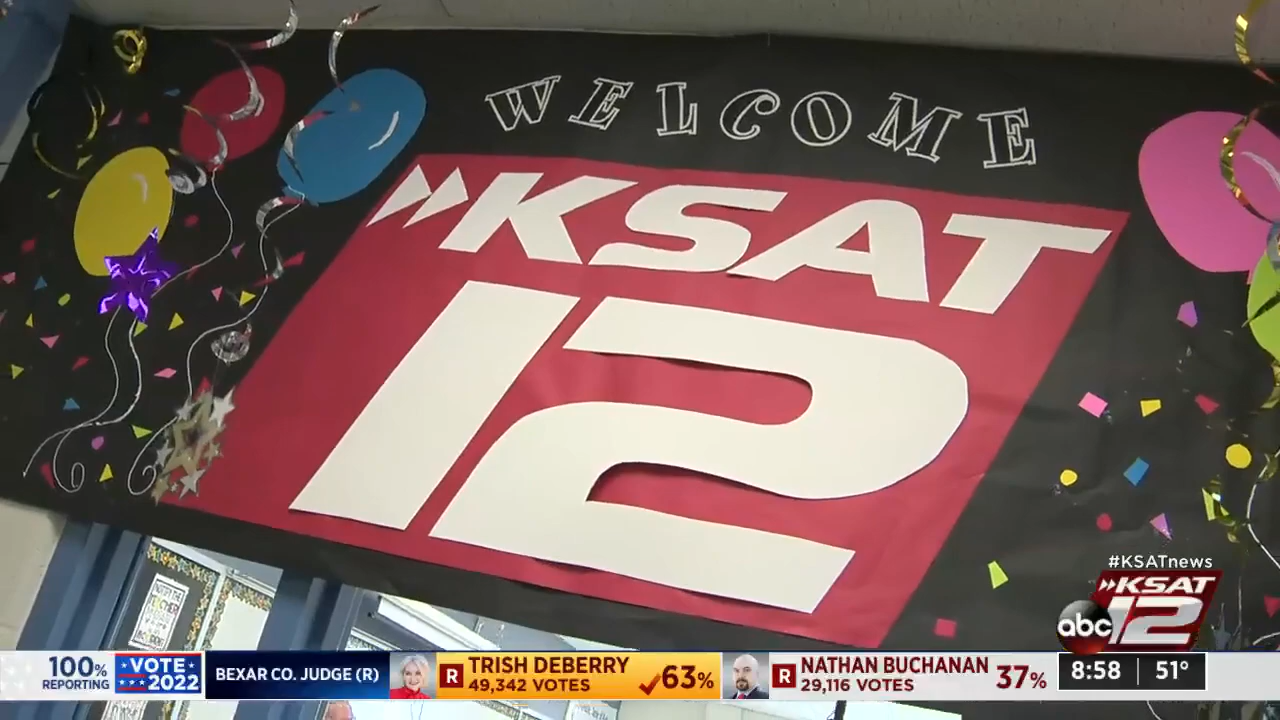 WELCOME
KSAT
12
#KSATnews
KSAT
abc 12
100% REPORTING
VOTE 2022
BEXAR CO. JUDGE (R)
R TRISH DEBERRY
49,342 VOTES
63%
R NATHAN BUCHANAN
29,116 VOTES
37%
8:58 51°